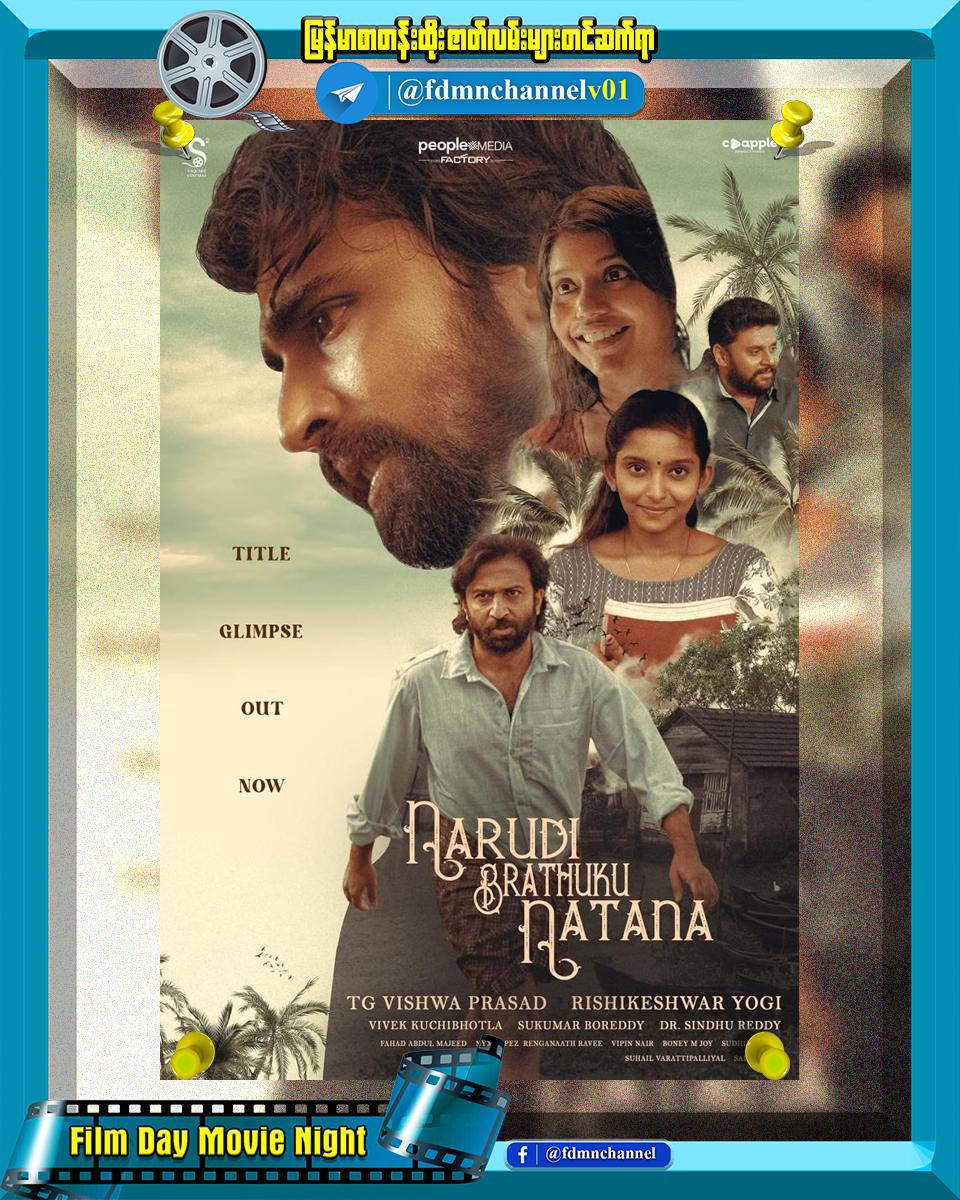 မြန်မာစာတန်းထိုးဇာတ်လမ်းများတင်ဆက်ရာ
@fdmnchannelv01
S
people MEDIA
FACTORY
TITLE
GLIMPSE
OUT
NOW
NARUDI
BRATHUKU
NATANA
TG VISHWA PRASAD RISHIKESHWAR YOGI
VIVEK KUCHIBHOTLA SUKUMAR BOREDDY DR. SINDHU REDDY
FAHAD ABDUL MAJEED RENGANAATH RAVEE VIPIN NAIR BONEY M JOY
SUHAIL VARATTIPALLIYAL
Film Day Movie Night
f @fdmnchannel